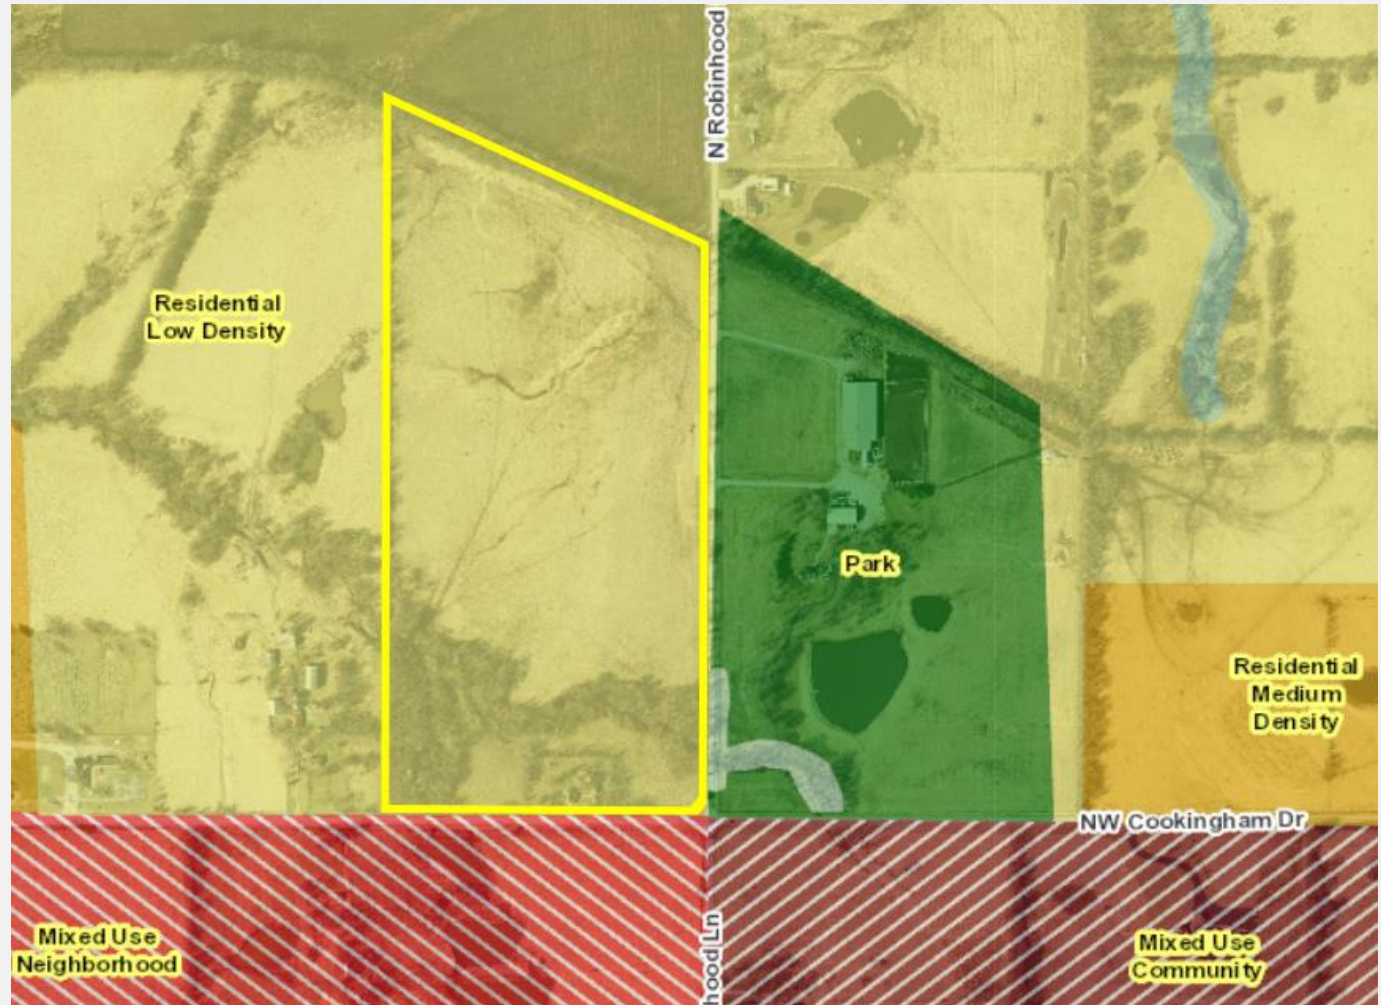 N Robinhood
Residential
Low Density
Park
Residential
Medium
Density
NW Cookingham Dr
hood Ln
Mixed Use
Neighborhood
Mixed Use
Community